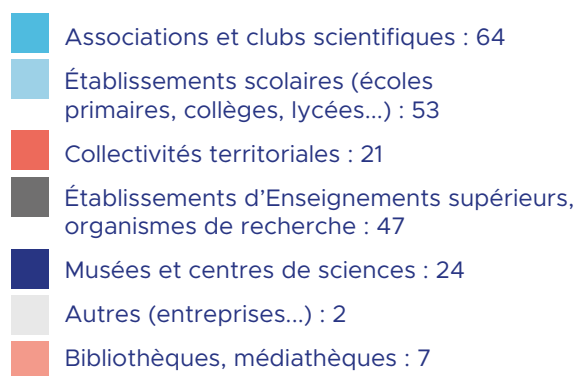 Associations et clubs scientifiques : 64
Établissements scolaires (écoles
primaires, collèges, lycées...) : 53
Collectivités territoriales : 21
Établissements d’Enseignements supérieurs,
organismes de recherche : 47
Musées et centres de sciences : 24
Autres (entreprises...) : 2
Bibliothèques, médiathèques : 7